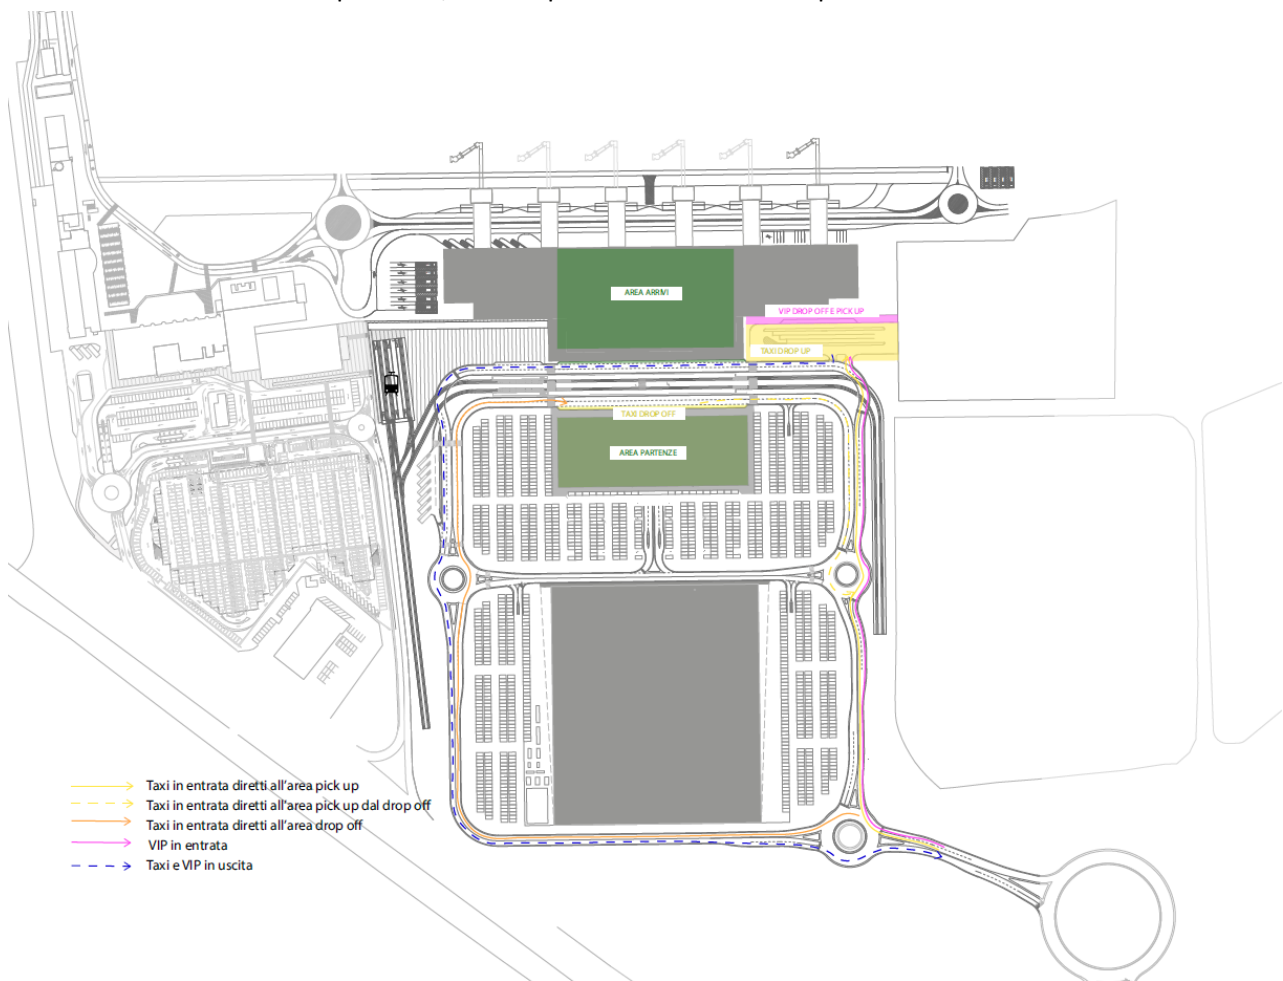 AREA ARRIVI
VIP DROP OFF E PICK UP
TAXI DROP UP
TAXI DROP OFF
AREA PARTENZE
Taxi in entrata diretti all'area pick up
Taxi in entrata diretti all'area pick up dal drop off
Taxi in entrata diretti all'area drop off
VIP in entrata
Taxi e VIP in uscita